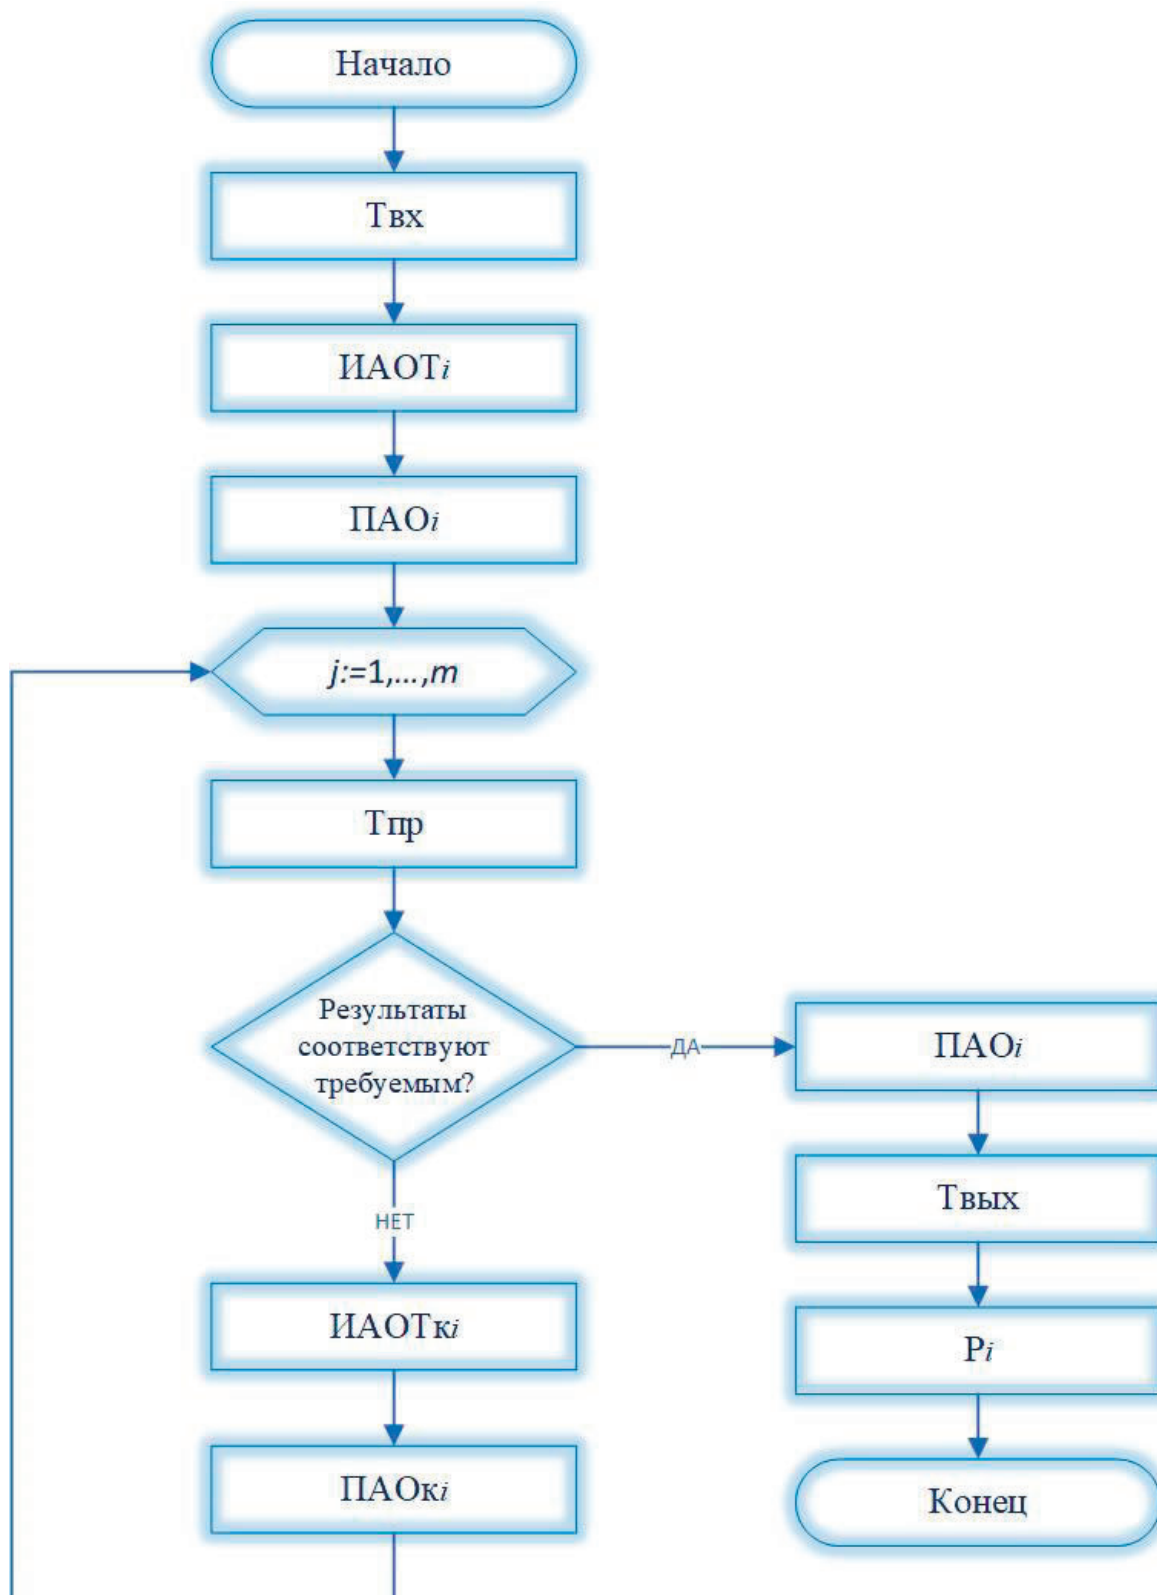 Начало
Твх
ИАОТi
ПАОi
j:=1,...,m
Тпр
Результаты
соответствуют
требуемым?
ДА
НЕТ
ИАОТкi
ПАОкi
ПАОi
Твых
Рi
Конец